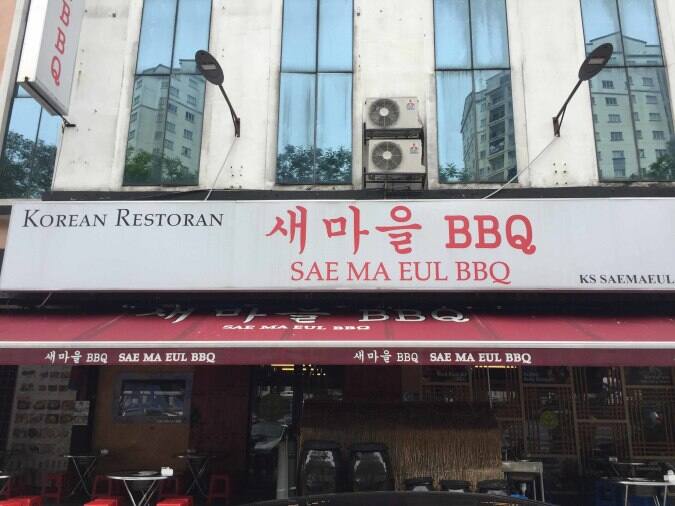 BBQ
KOREAN RESTORAN
새마을 BBQ
SAE MA EUL BBQ
KS SAEMAEUL
새마을 BBQ
SAE MA EUL BBQ
새마을 BBQ SAE MA EUL BBQ 새마을 BBQ SAE MA EUL BBQ